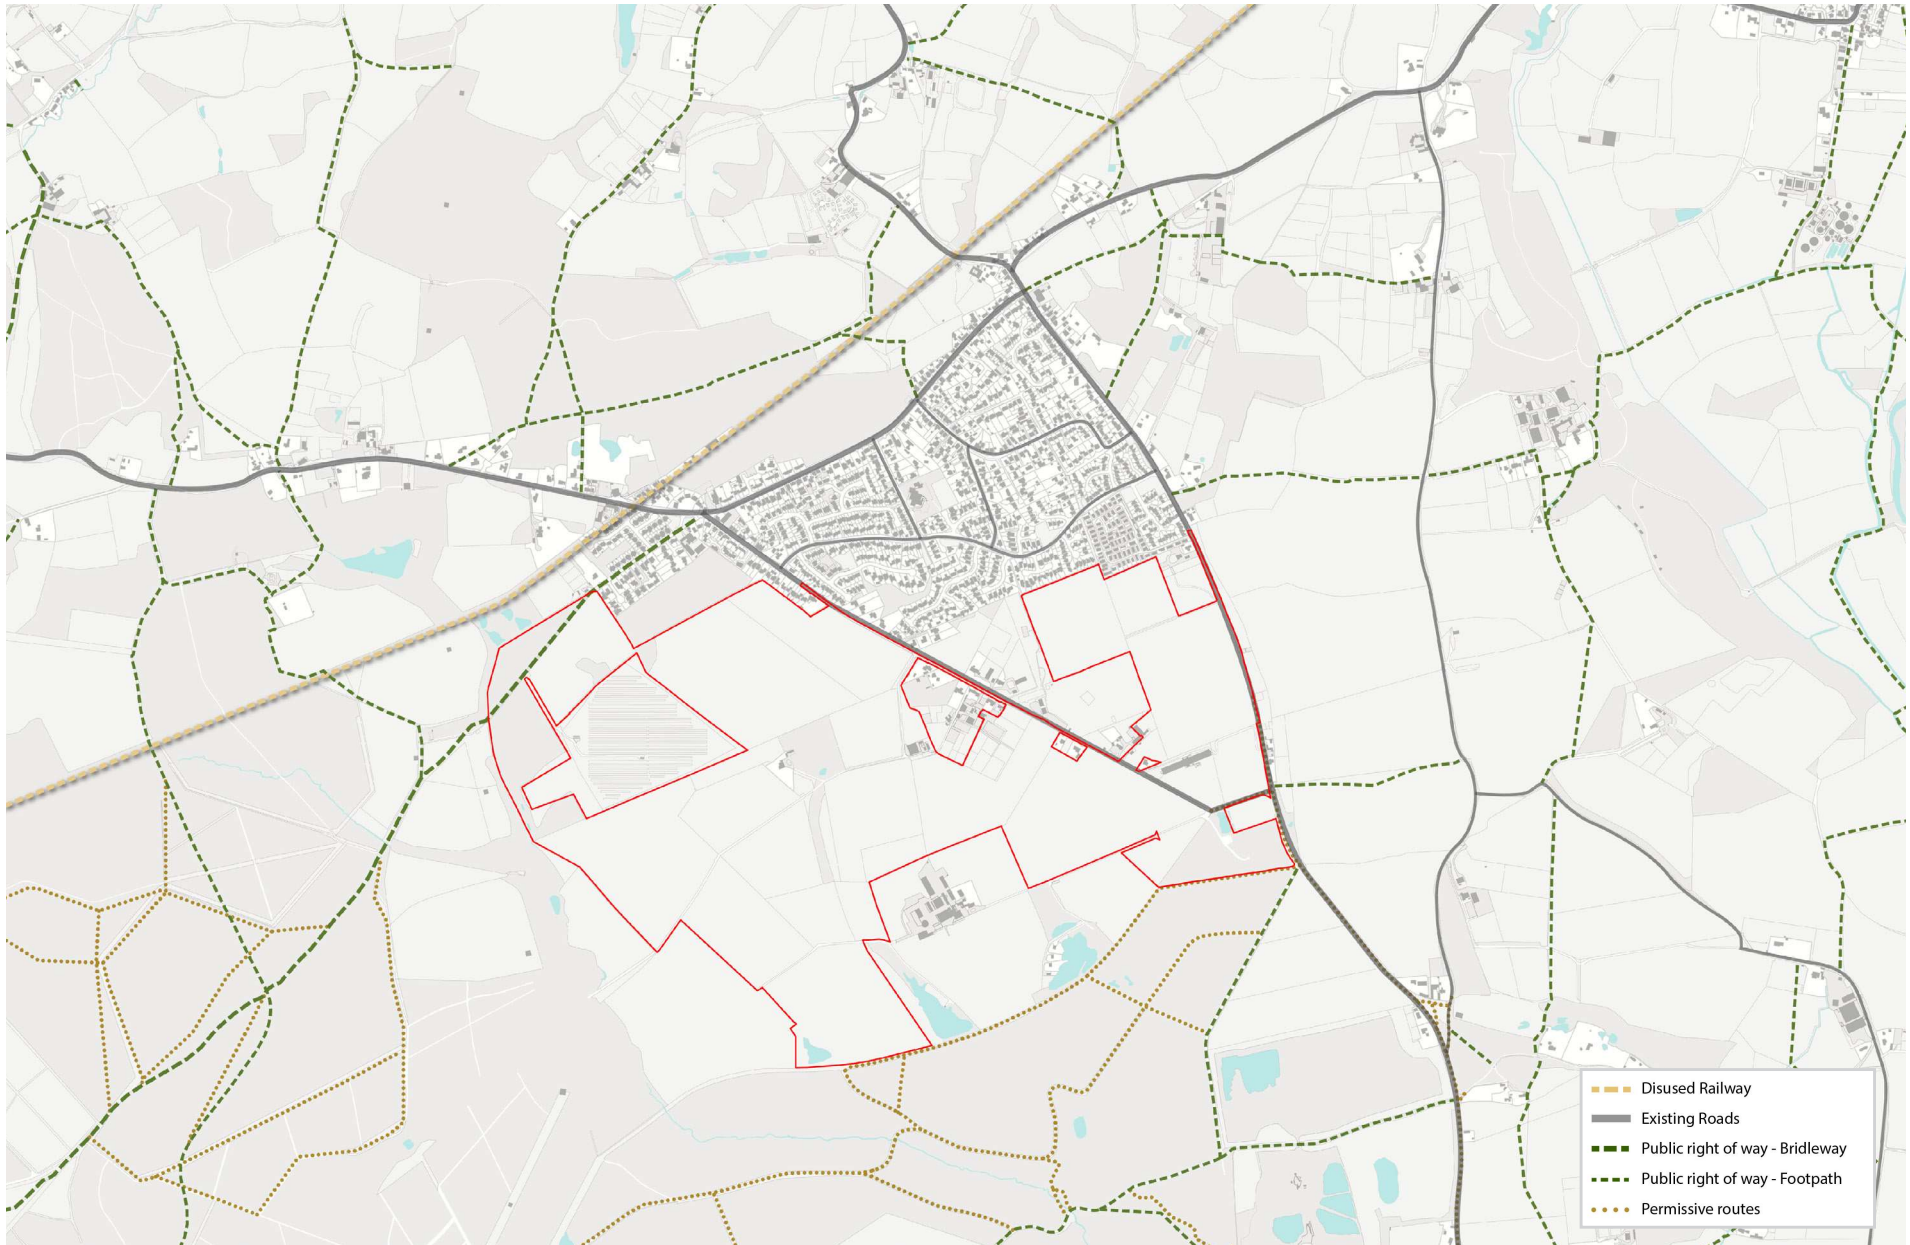 Disused Railway
Existing Roads
Public right of way - Bridleway
Public right of way - Footpath
Permissive routes